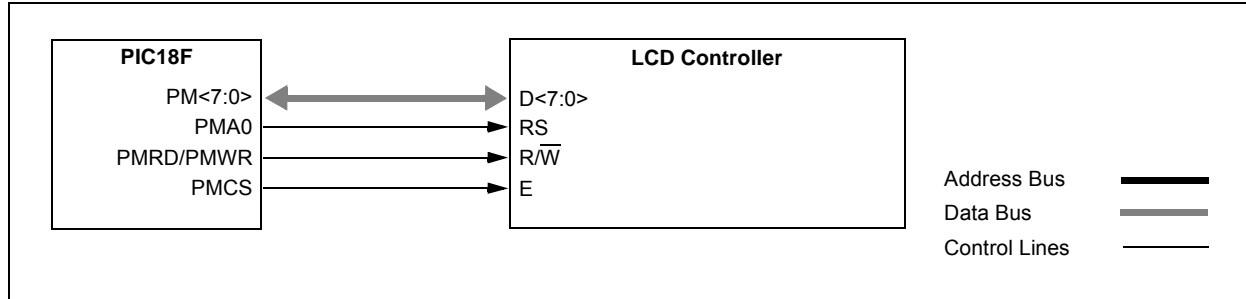 PIC18F
PM<7:0>
PMA0
PMRD/PMWR
PMCS
LCD Controller
D<7:0>
RS
R/W̅
E
Address Bus
Data Bus
Control Lines